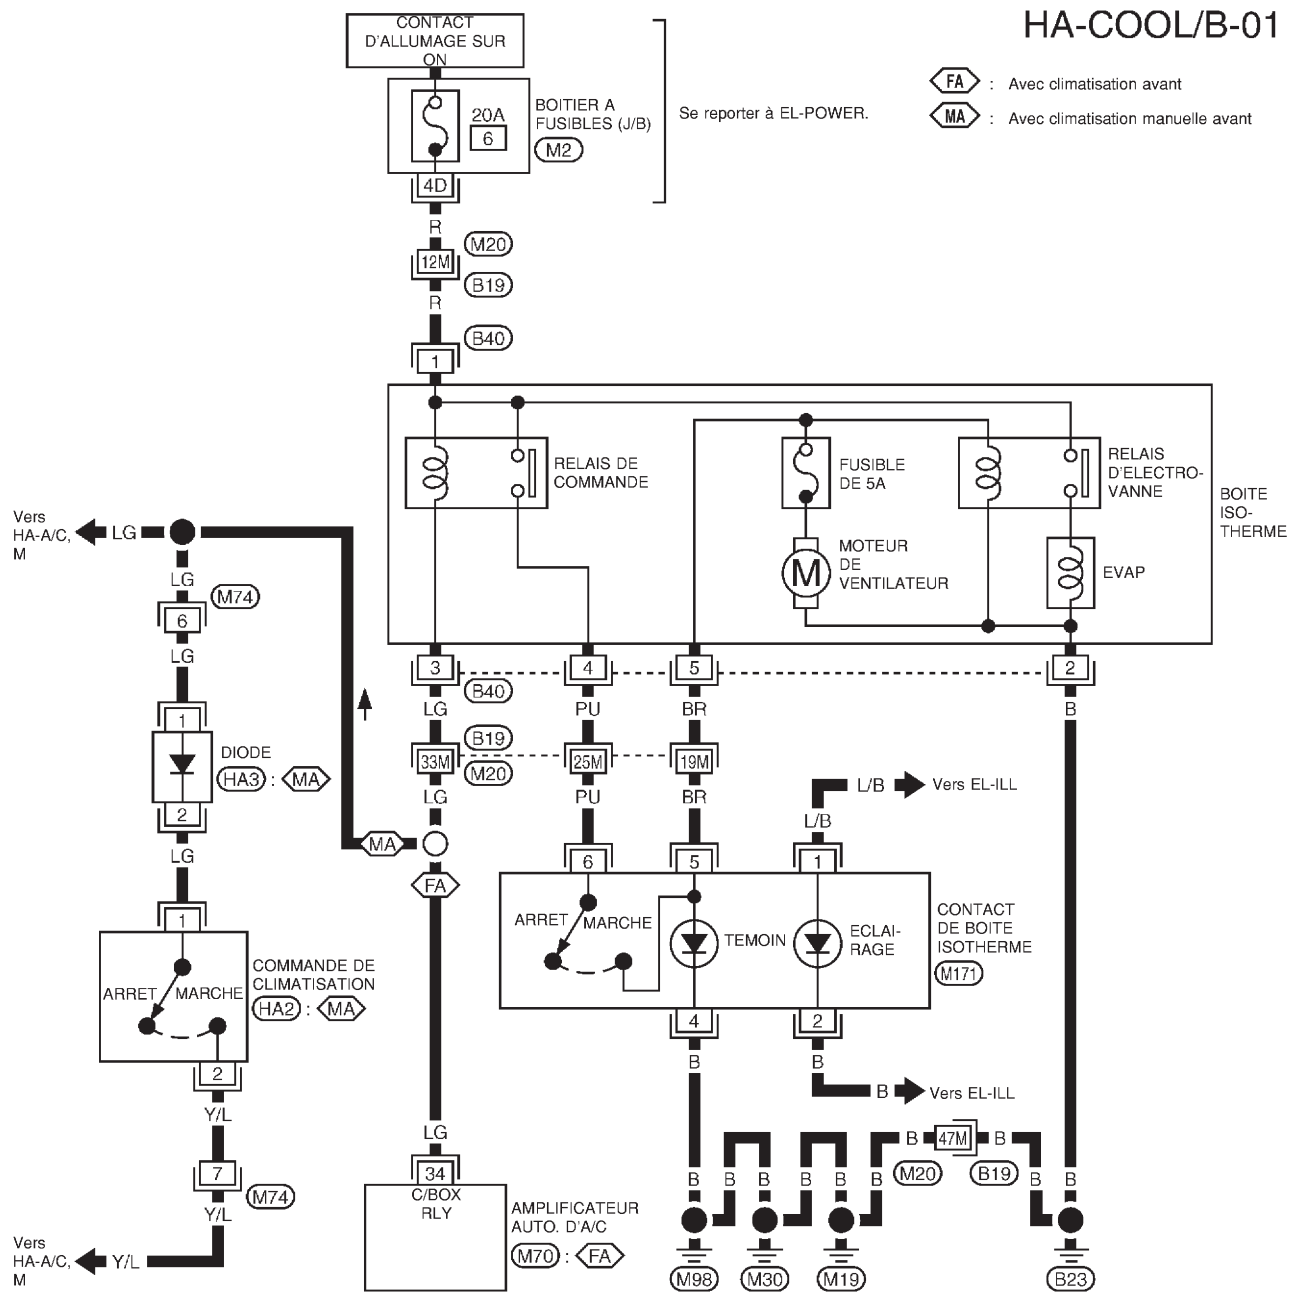 HA-COOL/B-01
FA : Avec climatisation avant
MA : Avec climatisation manuelle avant
CONTACT
D'ALLUMAGE SUR
ON
20A
6
BOITIER A
FUSIBLES (J/B)
M2
Se reporter à EL-POWER.
4D
R
M20
12M
B19
R
B40
1
RELAIS DE
COMMANDE
FUSIBLE
DE 5A
RELAIS
D'ELECTRO-
VANNE
BOITE
ISO-
THERME
M
MOTEUR
DE
VENTILATEUR
EVAP
Vers
HA-A/C,
M
LG
LG
M74
6
LG
1
DIODE
HA3 : MA
2
LG
1
COMMANDE DE
CLIMATISATION
HA2 : MA
ARRET MARCHE
2
Y/L
7
M74
Y/L
Vers
HA-A/C,
M
Y/L
3 4 5 2
B40
LG PU BR B
B19
33M 25M 19M
M20
LG PU BR
MA
FA
L/B Vers EL-ILL
L/B
6 5 1
ARRET MARCHE
TEMOIN
ECLAI-
RAGE
CONTACT
DE BOITE
ISOTHERME
M171
4 2
B B
B Vers EL-ILL
LG
34
C/BOX
RLY
AMPLIFICATEUR
AUTO. D'A/C
M70 : FA
B 47M B
M20 B19
B B B B B B B B
M98 M30 M19 B23